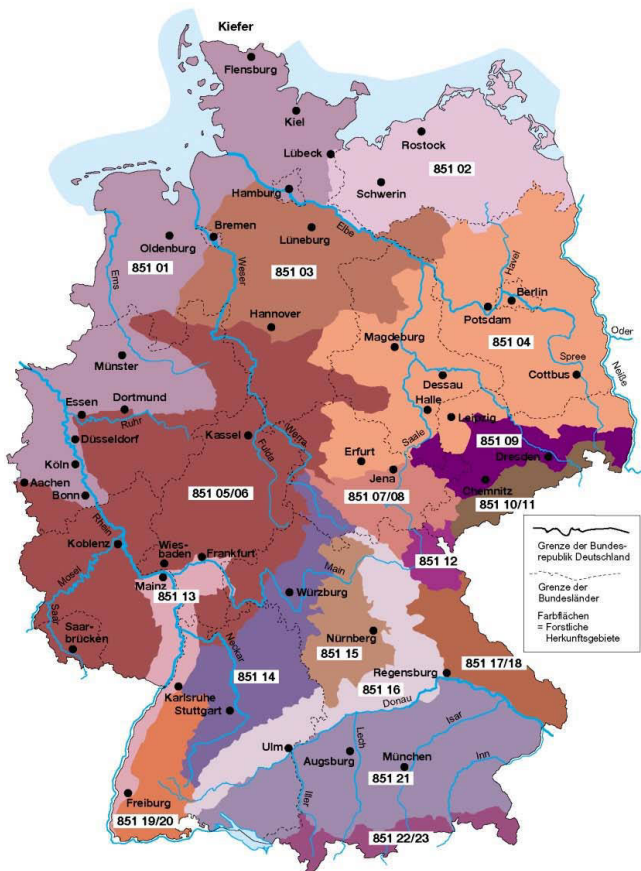 Kiefer
Flensburg
Kiel
Rostock
Lübeck
851 02
Schwerin
Hamburg
Elbe
Bremen
Lüneburg
Oldenburg
Havel
Ems
Weser
851 01
851 03
Berlin
Potsdam
Oder
Hannover
Magdeburg
851 04
Spree
Neiße
Münster
Dessau
Cottbus
Essen
Dortmund
Halle
Ruhr
Leipzig
Düsseldorf
Kassel
Werra
Saale
851 09
Fulda
Erfurt
Dresden
Köln
Jena
Aachen
Chemnitz
Bonn
851 05/06
851 07/08
851 10/11
Rhein
Koblenz
Wies-
baden
Frankfurt
851 12
Mosel
Main
Mainz
Würzburg
851 13
Saar
Saar-
brücken
Nürnberg
Neckar
851 15
851 14
Regensburg
851 17/18
Karlsruhe
851 16
Stuttgart
Donau
Isar
Ulm
Lech
Augsburg
München
Inn
851 21
Iller
Freiburg
851 19/20
851 22/23
Grenze der Bundes-
republik Deutschland
Grenze der
Bundesländer
Farbflächen
= Forstliche
Herkunftsgebiete